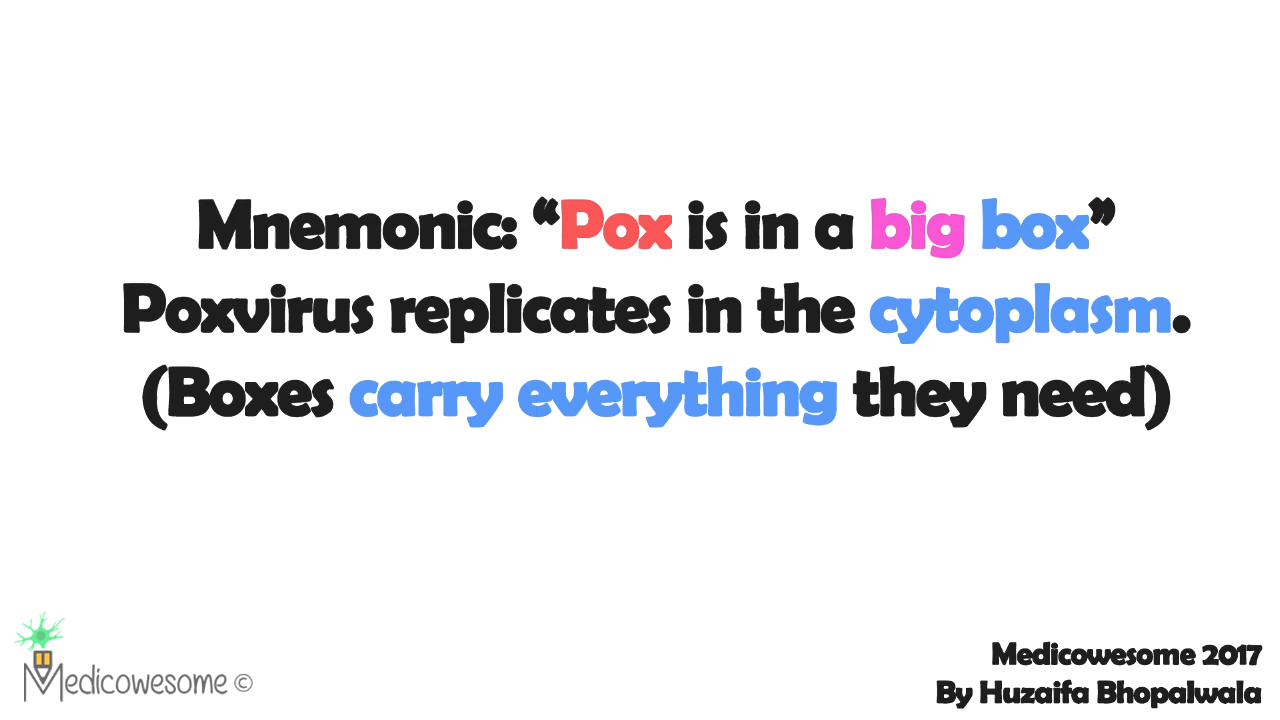 Mnemonic: “Pox is in a big box”
Poxvirus replicates in the cytoplasm.
(Boxes carry everything they need)
Medicowesome 2017
By Huzaifa Bhopalwala
Medicowesome ©